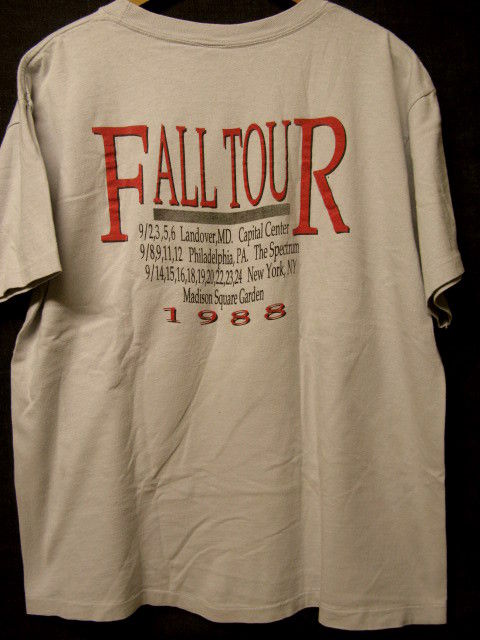 FALL TOUR
9/2,3,5,6 Landover,MD. Capital Center
9/8,9,11,12 Philadelphia, PA. The Spectrum
9/14,15,16,18,19,20,22,23,24 New York, NY
Madison Square Garden
1988